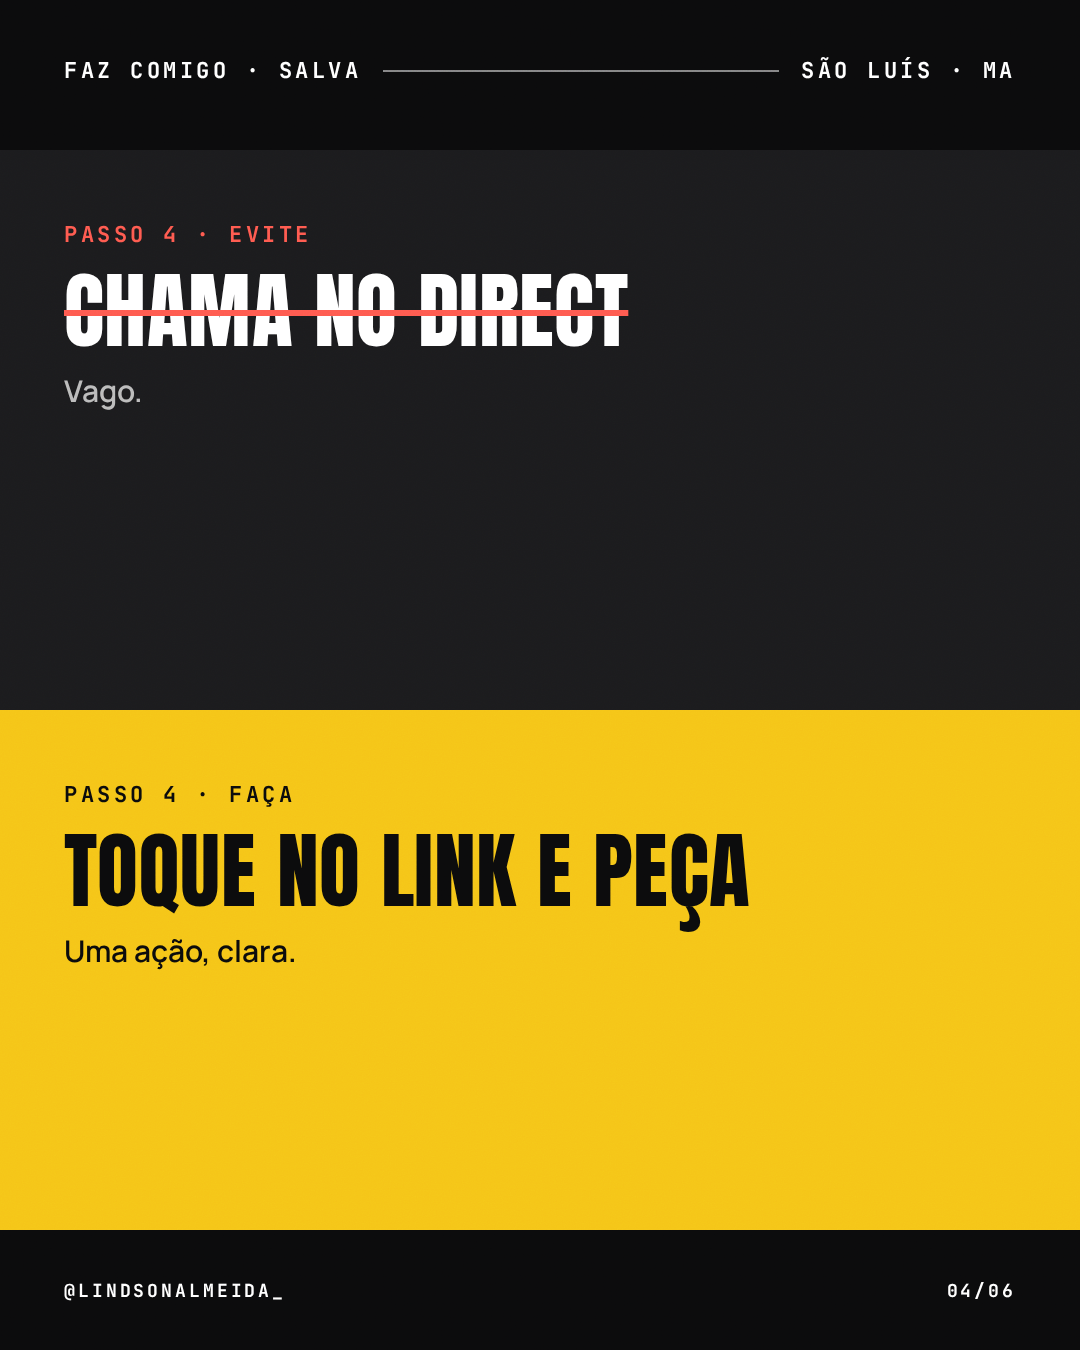 FAZ COMIGO · SALVA
SÃO LUÍS · MA
PASSO 4 · EVITE
CHAMA NO DIRECT
Vago.
PASSO 4 · FAÇA
TOQUE NO LINK E PEÇA
Uma ação, clara.
@LINDSONALMEIDA_
04/06